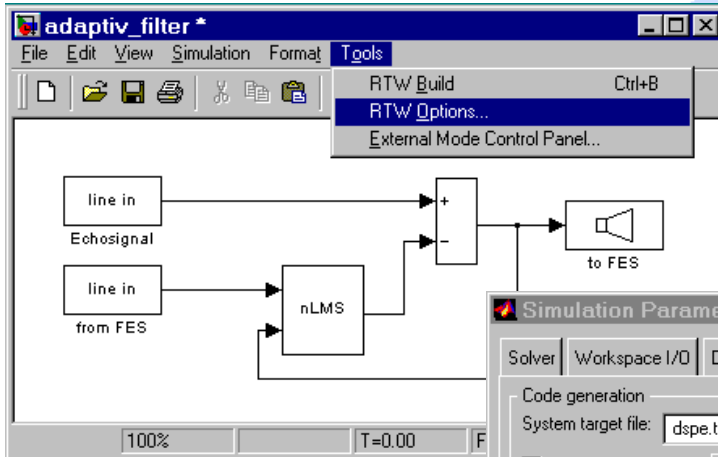 adaptiv_filter *
File Edit View Simulation Format Tools
RTW Build Ctrl+B
RTW Options...
External Mode Control Panel...
line in
+
Echosignal
−
to FES
line in
nLMS
from FES
Simulation Parame
Solver Workspace I/O D
Code generation
System target file: dspe.t
100% T=0.00 F